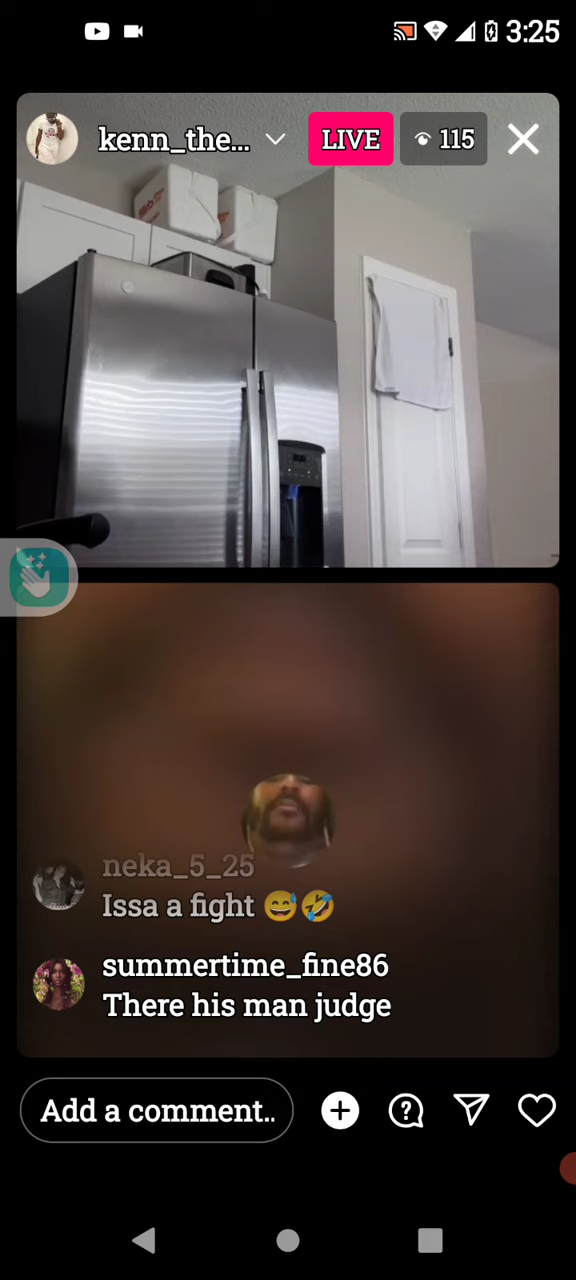 3:25
kenn_the...
LIVE
115
neka_5_25
Issa a fight 😅🤣
summertime_fine86
There his man judge
Add a comment..